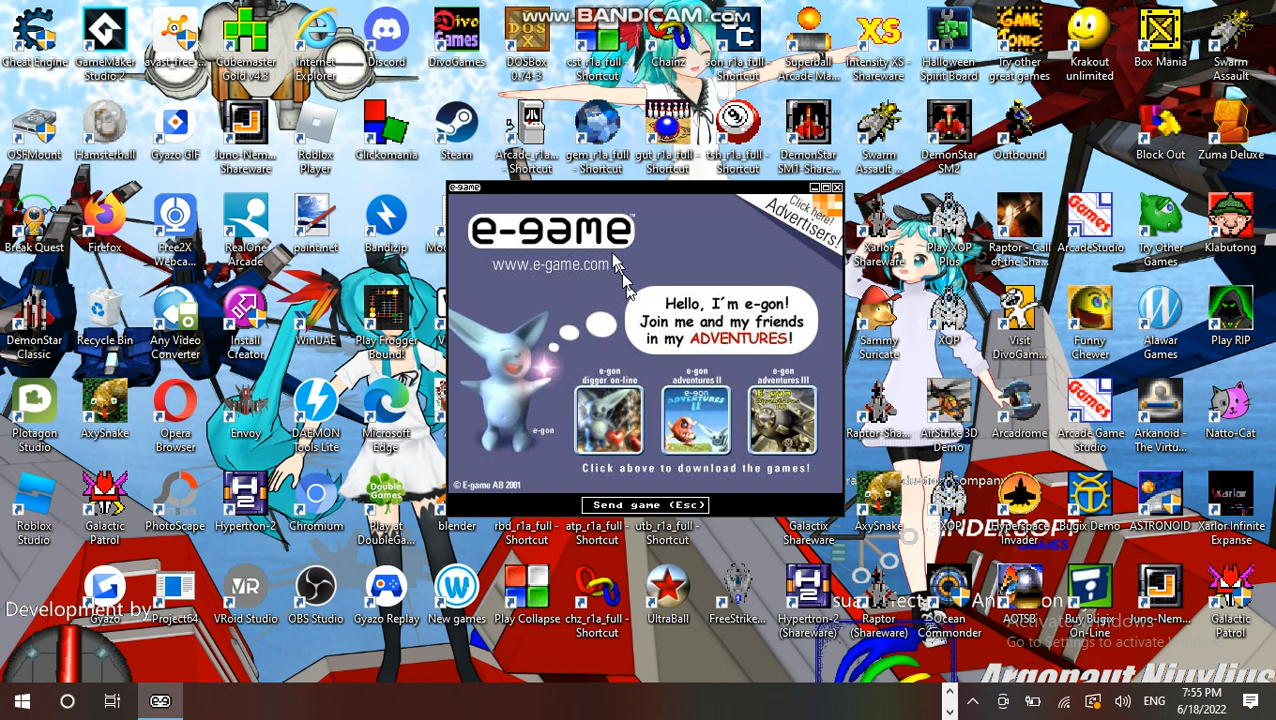 www.BANDICAM.com
Cheat Engine
GameMaker
Studio 2
avast_free_...
Cubemaster
Gold v4.3
Internet
Explorer
Discord
DivoGames
DOSBox
0.74-3
cst_r1a_full -
Shortcut
Chainz
son_r1a_full -
Shortcut
Superball
Arcade Ma...
Intensity XS -
Shareware
Halloween
Spirit Board
Try other
great games
Krakout
unlimited
Box Mania
Swarm
Assault
OSFMount
Hamsterball
Gyazo GIF
Juno-Nem...
Shareware
Roblox
Player
Clickomania
Steam
Arcade_r1a...
- Shortcut
gem_r1a_full
- Shortcut
gut_r1a_full -
Shortcut
tsh_r1a_full -
Shortcut
DemonStar
SM1-Share...
Swarm
Assault ...
DemonStar
SM2
Outbound
Block Out
Zuma Deluxe
Break Quest
Firefox
Free2X
Webca...
RealOne
Arcade
paint.net
Bandizip
Xarlor
Shareware
Play XOP
Plus
Raptor - Call
of the Sha...
ArcadeStudio
Try Other
Games
Klabutong
DemonStar
Classic
Recycle Bin
Any Video
Converter
Install
Creator
WinUAE
Play Frogger
Bound!
Sammy
Suricate
XOP
Visit
DivoGam...
Funny
Chewer
Alawar
Games
Play RIP
Plotagon
Studio
AxySnake
Opera
Browser
Envoy
DAEMON
Tools Lite
Microsoft
Edge
Raptor Sha...
AirStrike 3D
Demo
Arcadrome
Arcade Game
Studio
Arkanoid -
The Virtu...
Natto-Cat
Roblox
Studio
Galactic
Patrol
PhotoScape
Hypertron-2
Chromium
Play at
DoubleGa...
blender
rbd_r1a_full -
Shortcut
atp_r1a_full -
Shortcut
utb_r1a_full -
Shortcut
Galactix
Shareware
AxySnake
XOP
Hyperspace
Invader
Bugix Demo
ASTRONOID
Xarlor Infinite
Expanse
Gyazo
Project64
VRoid Studio
OBS Studio
Gyazo Replay
New games
Play Collapse
chz_r1a_full -
Shortcut
UltraBall
FreeStrike...
Hypertron-2
(Shareware)
Raptor
(Shareware)
Ocean
Commander
AOTSB
Buy Bugix
On-Line
Juno-Nem...
Galactic
Patrol
e-game
e-game™
www.e-game.com
Click here!
Advertisers!
Hello, I´m e-gon!
Join me and my friends
in my ADVENTURES!
e-gon
digger on-line
e-gon
adventures II
e-gon
adventures III
e-gon
Click above to download the games!
© E-game AB 2001
Send game (Esc)
Development by
Activate Windows
Go to Settings to activate Windows.
ENG
7:55 PM
6/18/2022